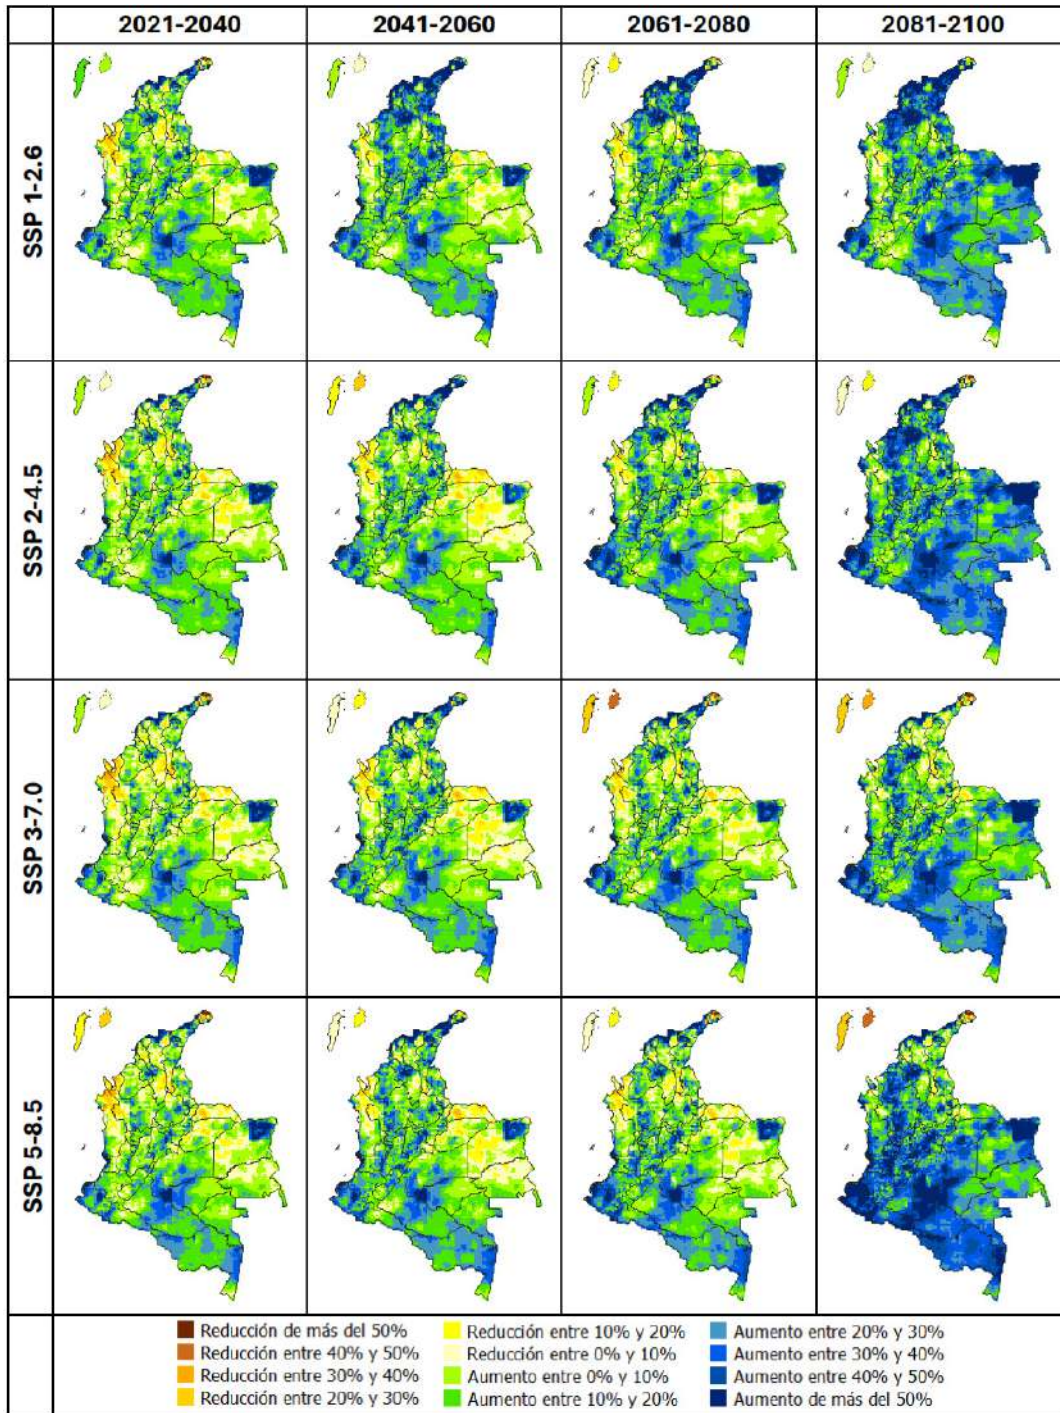 2021-2040 2041-2060 2061-2080 2081-2100
SSP 1-2.6
SSP 2-4.5
SSP 3-7.0
SSP 5-8.5
Reducción de más del 50% Reducción entre 10% y 20% Aumento entre 20% y 30%
Reducción entre 40% y 50% Reducción entre 0% y 10% Aumento entre 30% y 40%
Reducción entre 30% y 40% Aumento entre 0% y 10% Aumento entre 40% y 50%
Reducción entre 20% y 30% Aumento entre 10% y 20% Aumento de más del 50%